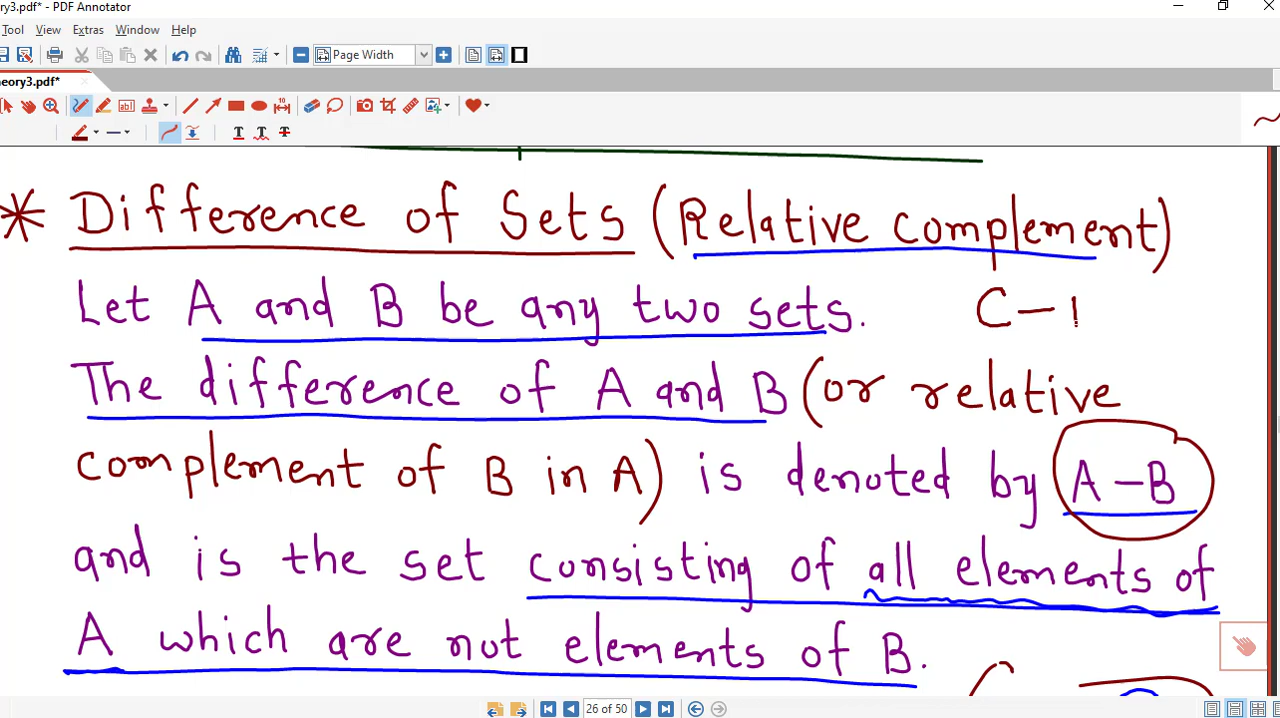 ory3.pdf* - PDF Annotator
Tool View Extras Window Help
Page Width
eory3.pdf*
* Difference of Sets (Relative complement)
Let A and B be any two sets. C – I
The difference of A and B (or relative
complement of B in A) is denoted by A – B
and is the set consisting of all elements of
A which are not elements of B.
26 of 50